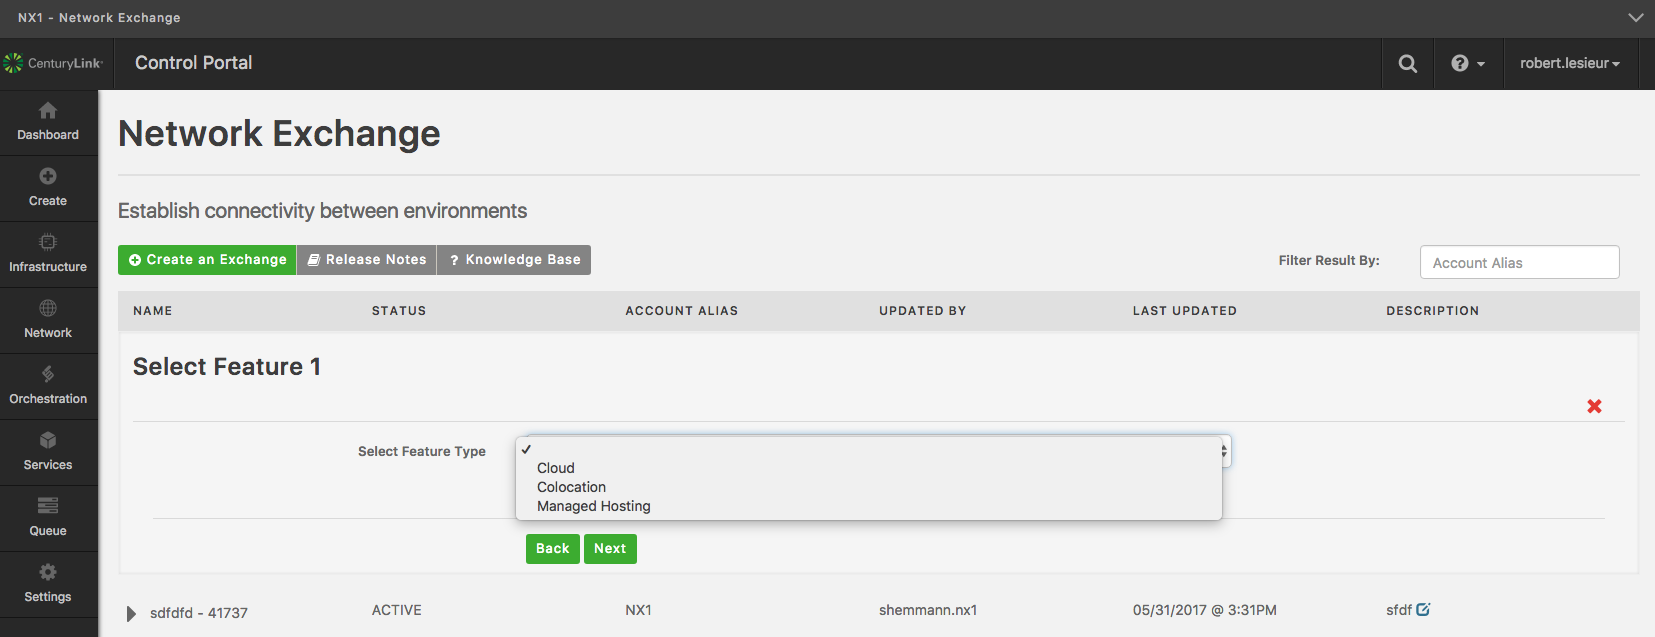 NX1 - Network Exchange
CenturyLink
Control Portal
robert.lesieur
Dashboard
Create
Infrastructure
Network
Orchestration
Services
Queue
Settings
Network Exchange
Establish connectivity between environments
Create an Exchange Release Notes ? Knowledge Base
Filter Result By: Account Alias
NAME STATUS ACCOUNT ALIAS UPDATED BY LAST UPDATED DESCRIPTION
Select Feature 1
Select Feature Type
Cloud
Colocation
Managed Hosting
Back Next
sdfdfd - 41737 ACTIVE NX1 shemmann.nx1 05/31/2017 @ 3:31PM sfdf